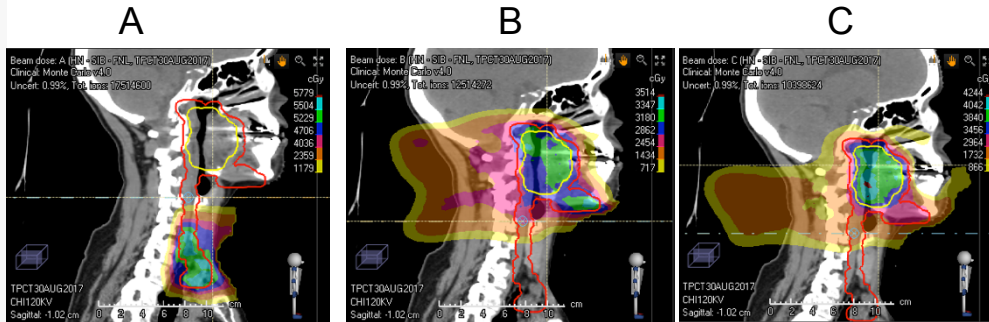 A
B
C
Beam dose: A (HN - SIB - FNL, TPCT30AUG2017)
Clinical: Monte Carlo v4.0
Uncert: 0.99%, Tot. ions: 17514600
cGy
5779
5504
5229
4706
4036
2359
1179
0 2 4 6 8 10 cm
TPCT30AUG2017
CHI120KV
Sagittal: -1.02 cm
Beam dose: B (HN - SIB - FNL, TPCT30AUG2017)
Clinical: Monte Carlo v4.0
Uncert: 0.99%, Tot. ions: 12514272
cGy
3514
3347
3180
2862
2454
1434
717
0 2 4 6 8 10 cm
TPCT30AUG2017
CHI120KV
Sagittal: -1.02 cm
Beam dose: C (HN - SIB - FNL, TPCT30AUG2017)
Clinical: Monte Carlo v4.0
Uncert: 0.99%, Tot. ions: 10398624
cGy
4244
4042
3840
3456
2964
1732
866
0 2 4 6 8 10 cm
TPCT30AUG2017
CHI120KV
Sagittal: -1.02 cm